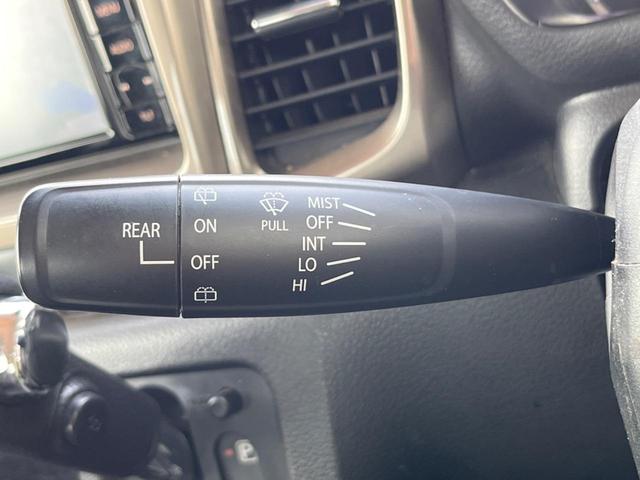 REAR
ON
OFF
PULL
MIST
OFF
INT
LO
HI
P